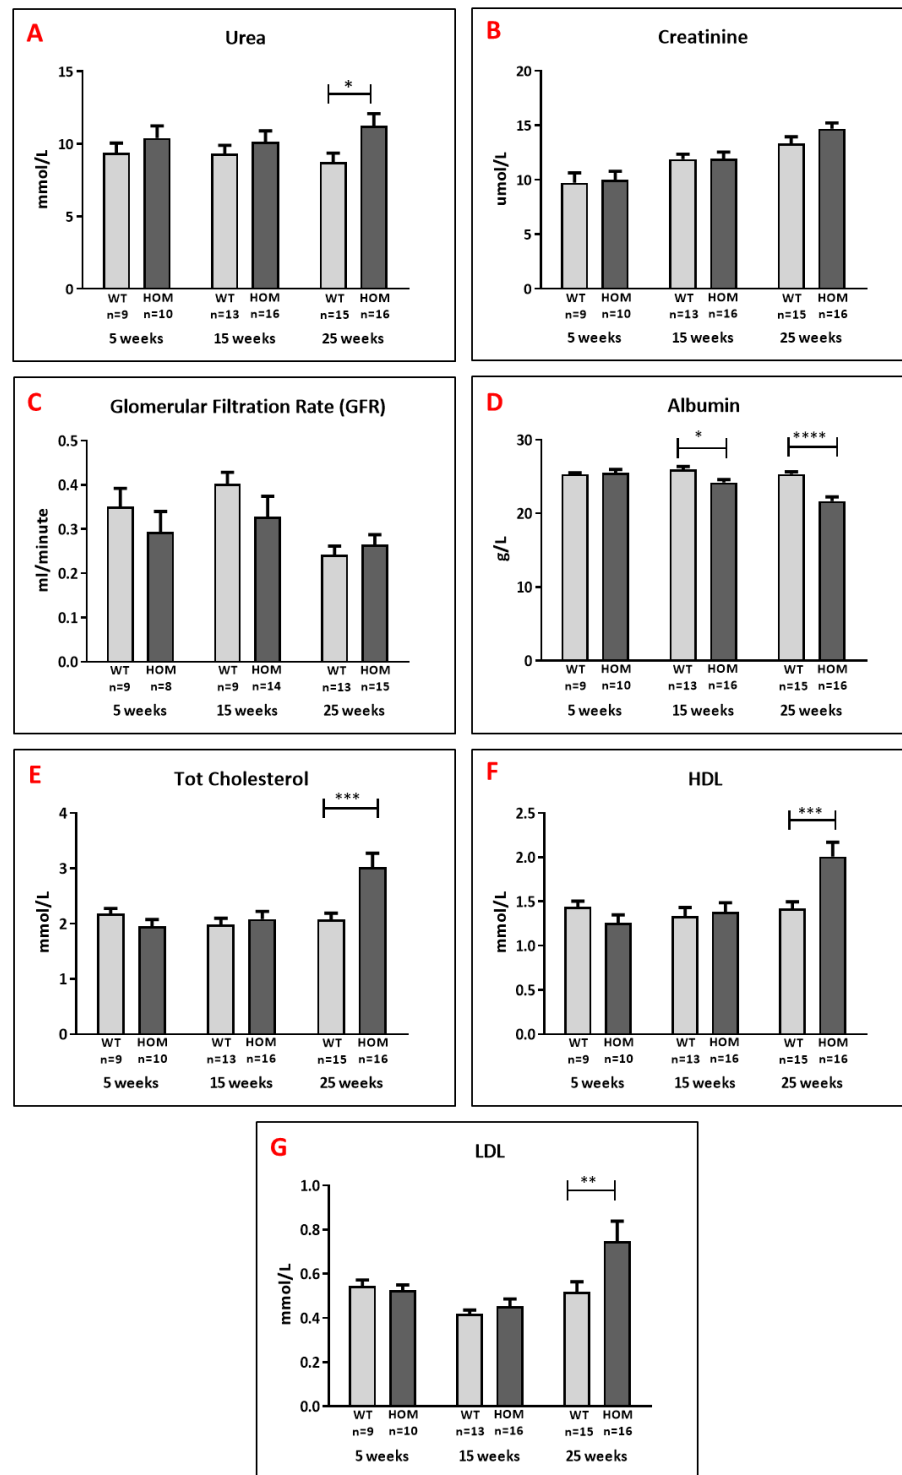 A
Urea
*
15
10
5
0
mmol/L
WT HOM WT HOM WT HOM
n=9 n=10 n=13 n=16 n=15 n=16
5 weeks 15 weeks 25 weeks
B
Creatinine
20
15
10
5
0
umol/L
WT HOM WT HOM WT HOM
n=9 n=10 n=13 n=16 n=15 n=16
5 weeks 15 weeks 25 weeks
C
Glomerular Filtration Rate (GFR)
0.5
0.4
0.3
0.2
0.1
0.0
ml/minute
WT HOM WT HOM WT HOM
n=9 n=8 n=9 n=14 n=13 n=15
5 weeks 15 weeks 25 weeks
D
Albumin
* ****
30
20
10
0
g/L
WT HOM WT HOM WT HOM
n=9 n=10 n=13 n=16 n=15 n=16
5 weeks 15 weeks 25 weeks
E
Tot Cholesterol
***
4
3
2
1
0
mmol/L
WT HOM WT HOM WT HOM
n=9 n=10 n=13 n=16 n=15 n=16
5 weeks 15 weeks 25 weeks
F
HDL
***
2.5
2.0
1.5
1.0
0.5
0.0
mmol/L
WT HOM WT HOM WT HOM
n=9 n=10 n=13 n=16 n=15 n=16
5 weeks 15 weeks 25 weeks
G
LDL
**
1.0
0.8
0.6
0.4
0.2
0.0
mmol/L
WT HOM WT HOM WT HOM
n=9 n=10 n=13 n=16 n=15 n=16
5 weeks 15 weeks 25 weeks